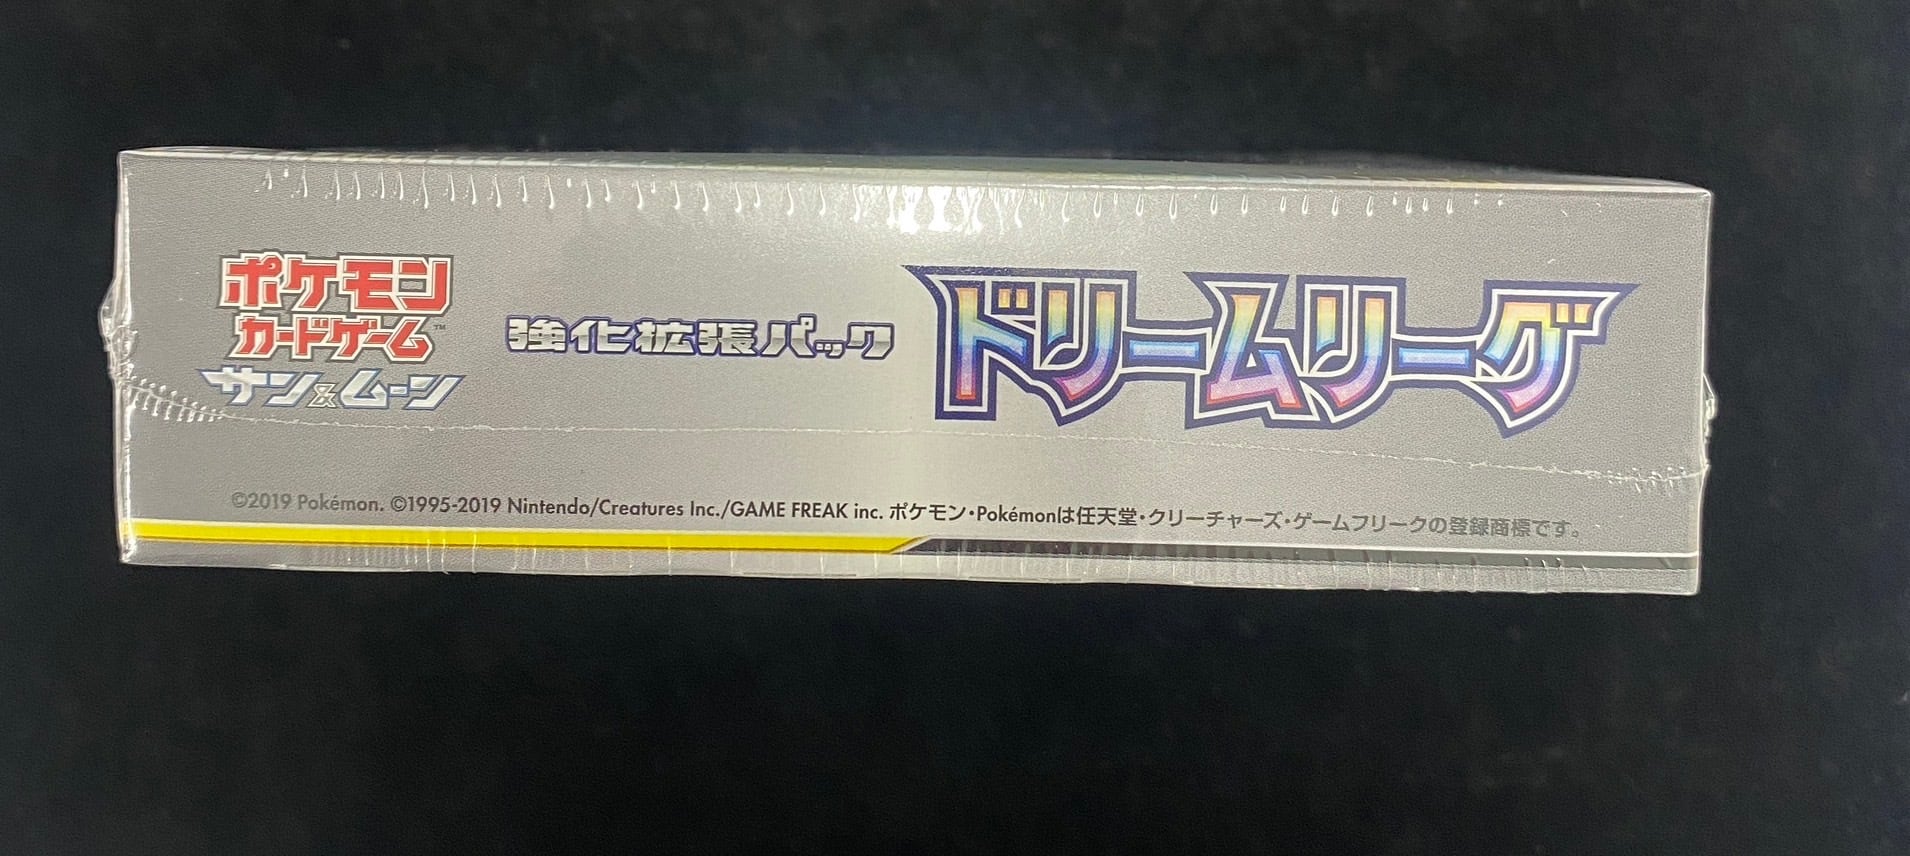 ポケモン
カードゲーム™
サン&ムーン
強化拡張パック
ドリームリーグ
©2019 Pokémon. ©1995-2019 Nintendo/Creatures Inc./GAME FREAK inc. ポケモン・Pokémonは任天堂・クリーチャーズ・ゲームフリークの登録商標です。